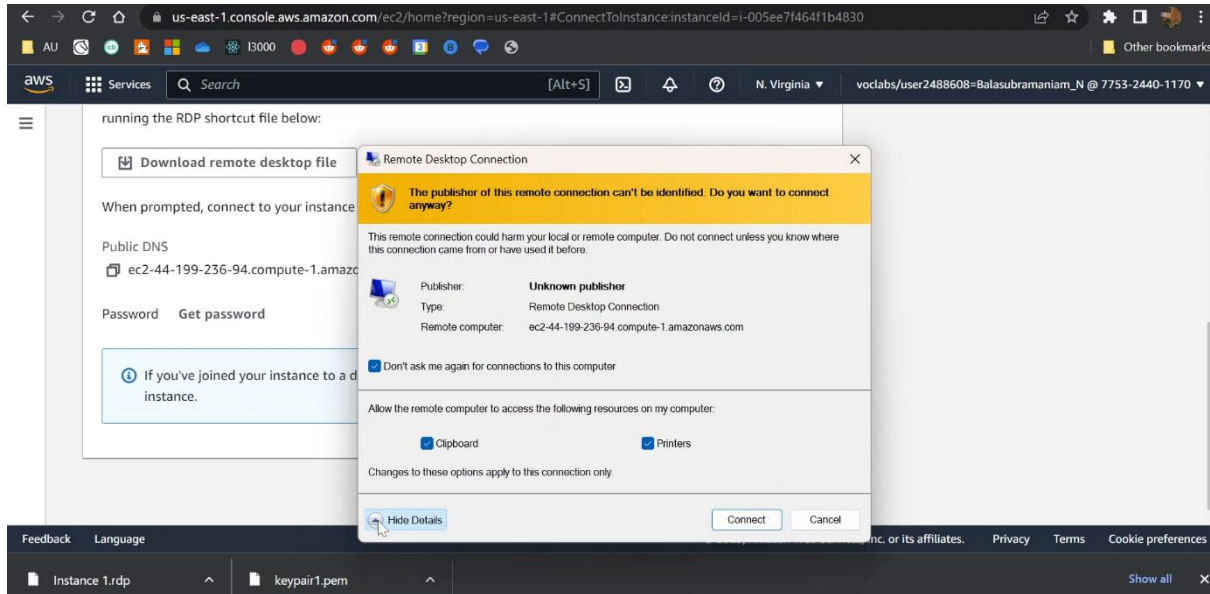 us-east-1.console.aws.amazon.com/ec2/home?region=us-east-1#ConnectToInstance:instanceId=i-005ee7f464f1b4830
AU
l3000
Other bookmarks
aws
Services
Search
[Alt+S]
N. Virginia
voclabs/user2488608=Balasubramaniam_N @ 7753-2440-1170
running the RDP shortcut file below:
Download remote desktop file
When prompted, connect to your instance
Public DNS
ec2-44-199-236-94.compute-1.amazo
Password Get password
If you've joined your instance to a d
instance.
Remote Desktop Connection
The publisher of this remote connection can't be identified. Do you want to connect
anyway?
This remote connection could harm your local or remote computer. Do not connect unless you know where
this connection came from or have used it before.
Publisher: Unknown publisher
Type: Remote Desktop Connection
Remote computer: ec2-44-199-236-94.compute-1.amazonaws.com
Don't ask me again for connections to this computer
Allow the remote computer to access the following resources on my computer:
Clipboard
Printers
Changes to these options apply to this connection only.
Hide Details
Connect
Cancel
Feedback
Language
Inc. or its affiliates.
Privacy
Terms
Cookie preferences
Instance 1.rdp
keypair1.pem
Show all